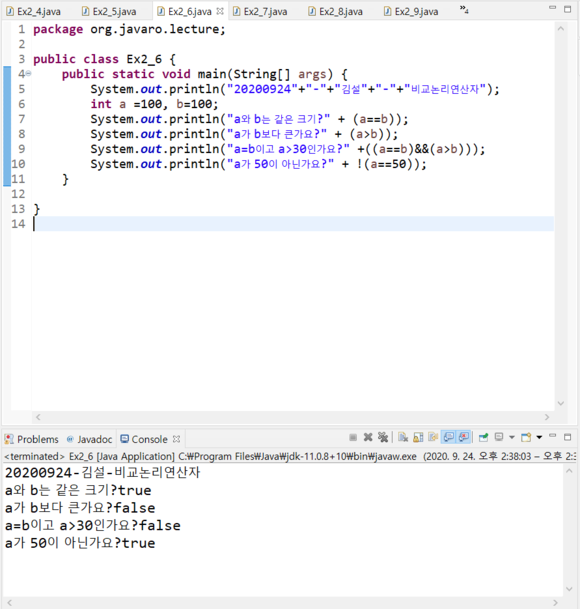 Ex2_4.java Ex2_5.java Ex2_6.java Ex2_7.java Ex2_8.java Ex2_9.java »4
1 package org.javaro.lecture;
2
3 public class Ex2_6 {
4 public static void main(String[] args) {
5 System.out.println("20200924"+"-"+"김설"+"-"+"비교논리연산자");
6 int a =100, b=100;
7 System.out.println("a와 b는 같은 크기?" + (a==b));
8 System.out.println("a가 b보다 큰가요?" + (a>b));
9 System.out.println("a=b이고 a>30인가요?" +((a==b)&&(a>b)));
10 System.out.println("a가 50이 아닌가요?" + !(a==50));
11 }
12
13 }
14
Problems Javadoc Console
<terminated> Ex2_6 [Java Application] C:₩Program Files₩Java₩jdk-11.0.8+10₩bin₩javaw.exe (2020. 9. 24. 오후 2:38:03 – 오후 2:3
20200924-김설-비교논리연산자
a와 b는 같은 크기?true
a가 b보다 큰가요?false
a=b이고 a>30인가요?false
a가 50이 아닌가요?true